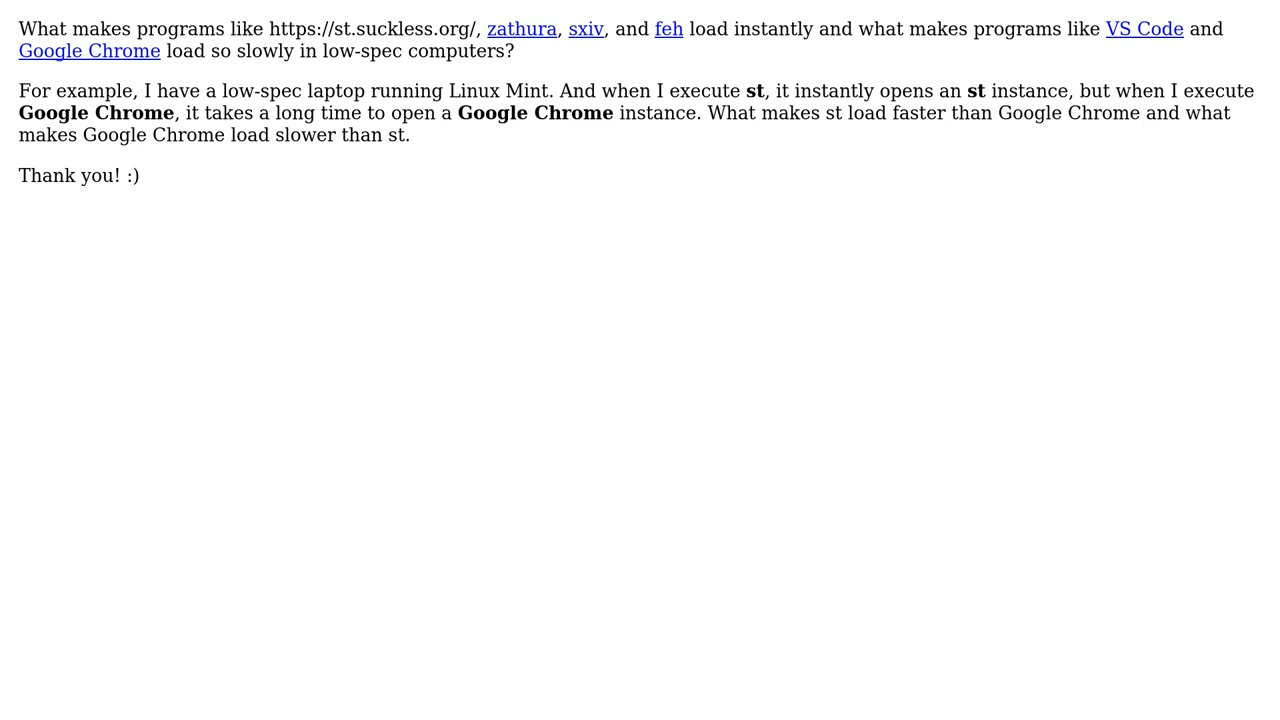 What makes programs like https://st.suckless.org/, zathura, sxiv, and feh load instantly and what makes programs like VS Code and
Google Chrome load so slowly in low-spec computers?
For example, I have a low-spec laptop running Linux Mint. And when I execute st, it instantly opens an st instance, but when I execute
Google Chrome, it takes a long time to open a Google Chrome instance. What makes st load faster than Google Chrome and what
makes Google Chrome load slower than st.
Thank you! :)